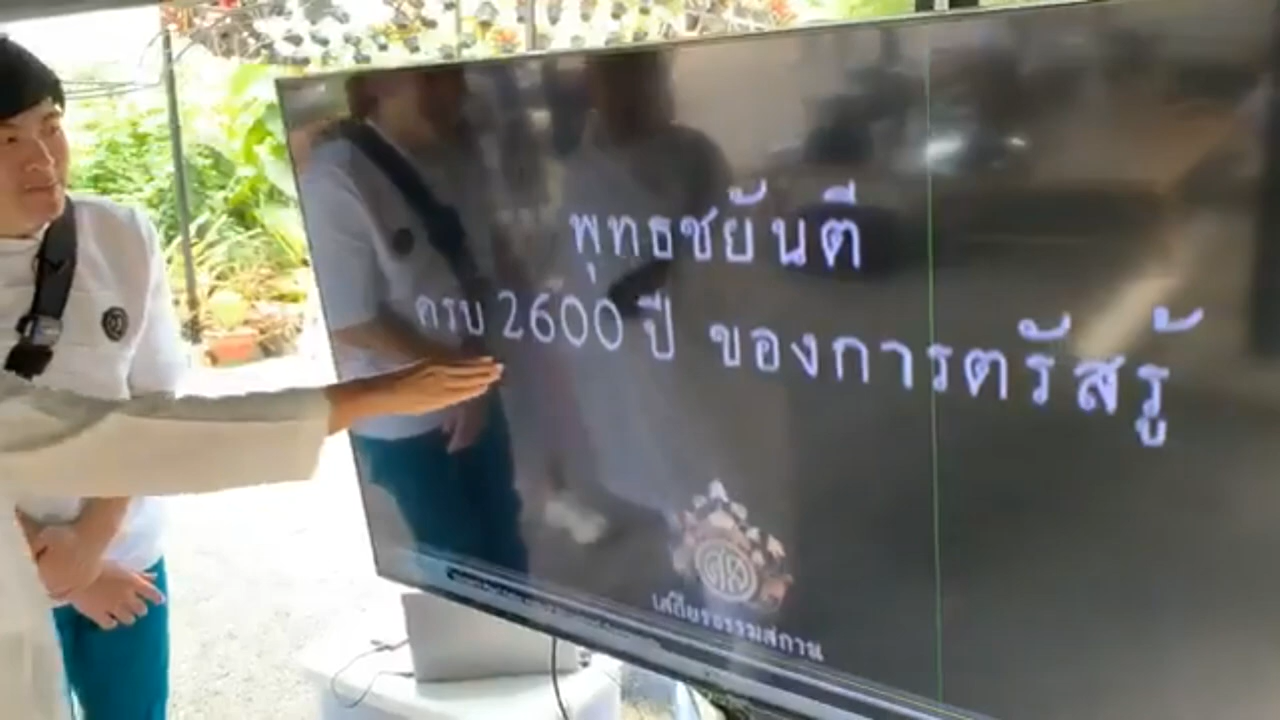 พุทธชยันตี
ครบ 2600 ปี ของการตรัสรู้
เสถียรธรรมสถาน